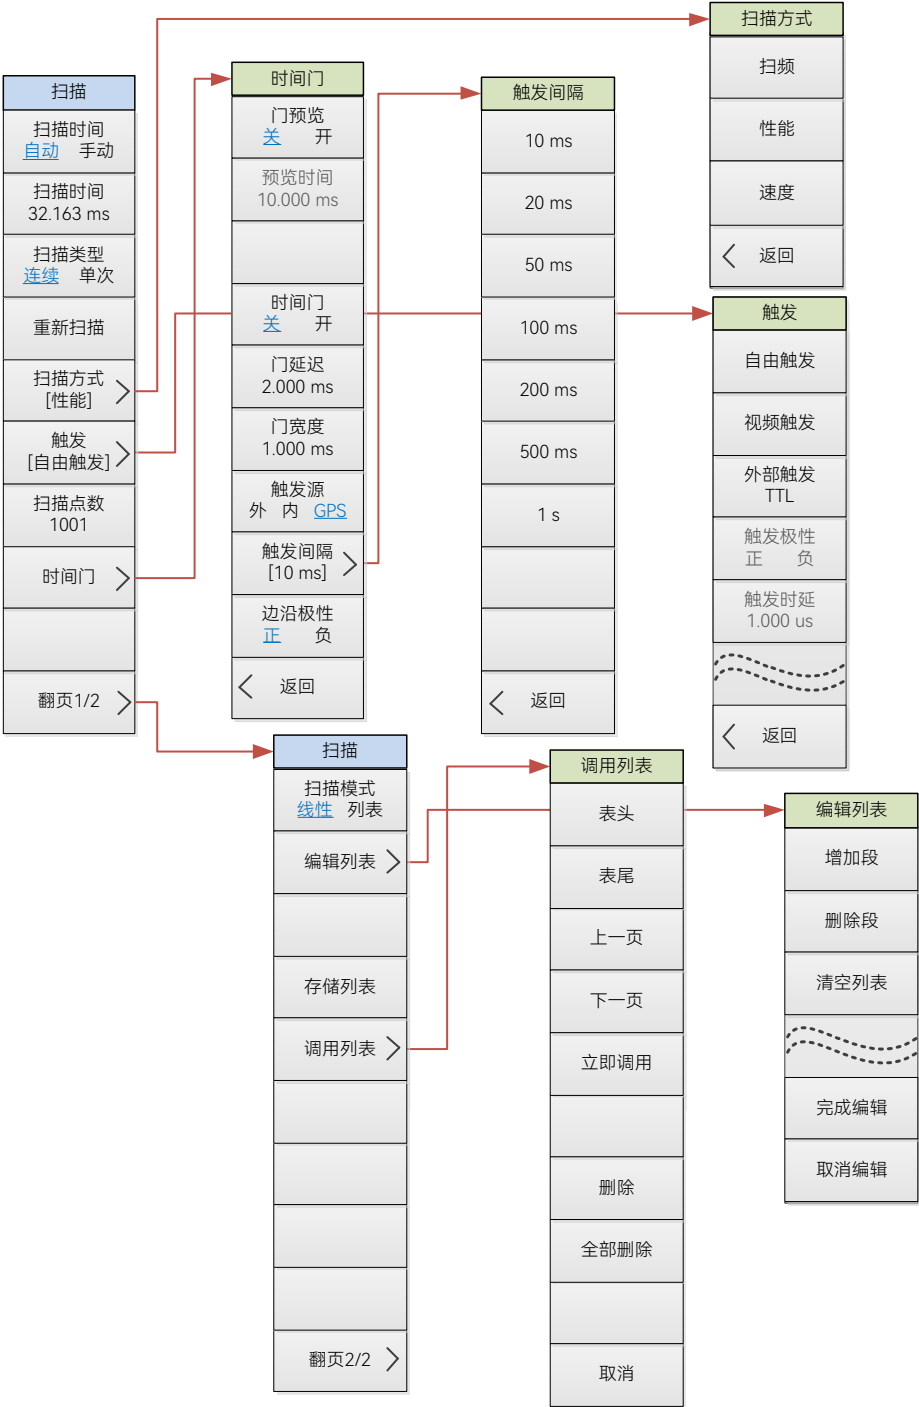 扫描
扫描时间
自动 手动
扫描时间
32.163 ms
扫描类型
连续 单次
重新扫描
扫描方式
[性能]
触发
[自由触发]
扫描点数
1001
时间门
翻页1/2
时间门
门预览
关 开
预览时间
10.000 ms
时间门
关 开
门延迟
2.000 ms
门宽度
1.000 ms
触发源
外 内 GPS
触发间隔
[10 ms]
边沿极性
正 负
返回
触发间隔
10 ms
20 ms
50 ms
100 ms
200 ms
500 ms
1 s
返回
扫描方式
扫频
性能
速度
返回
触发
自由触发
视频触发
外部触发
TTL
触发极性
正 负
触发时延
1.000 us
返回
扫描
扫描模式
线性 列表
编辑列表
存储列表
调用列表
翻页2/2
调用列表
表头
表尾
上一页
下一页
立即调用
删除
全部删除
取消
编辑列表
增加段
删除段
清空列表
完成编辑
取消编辑